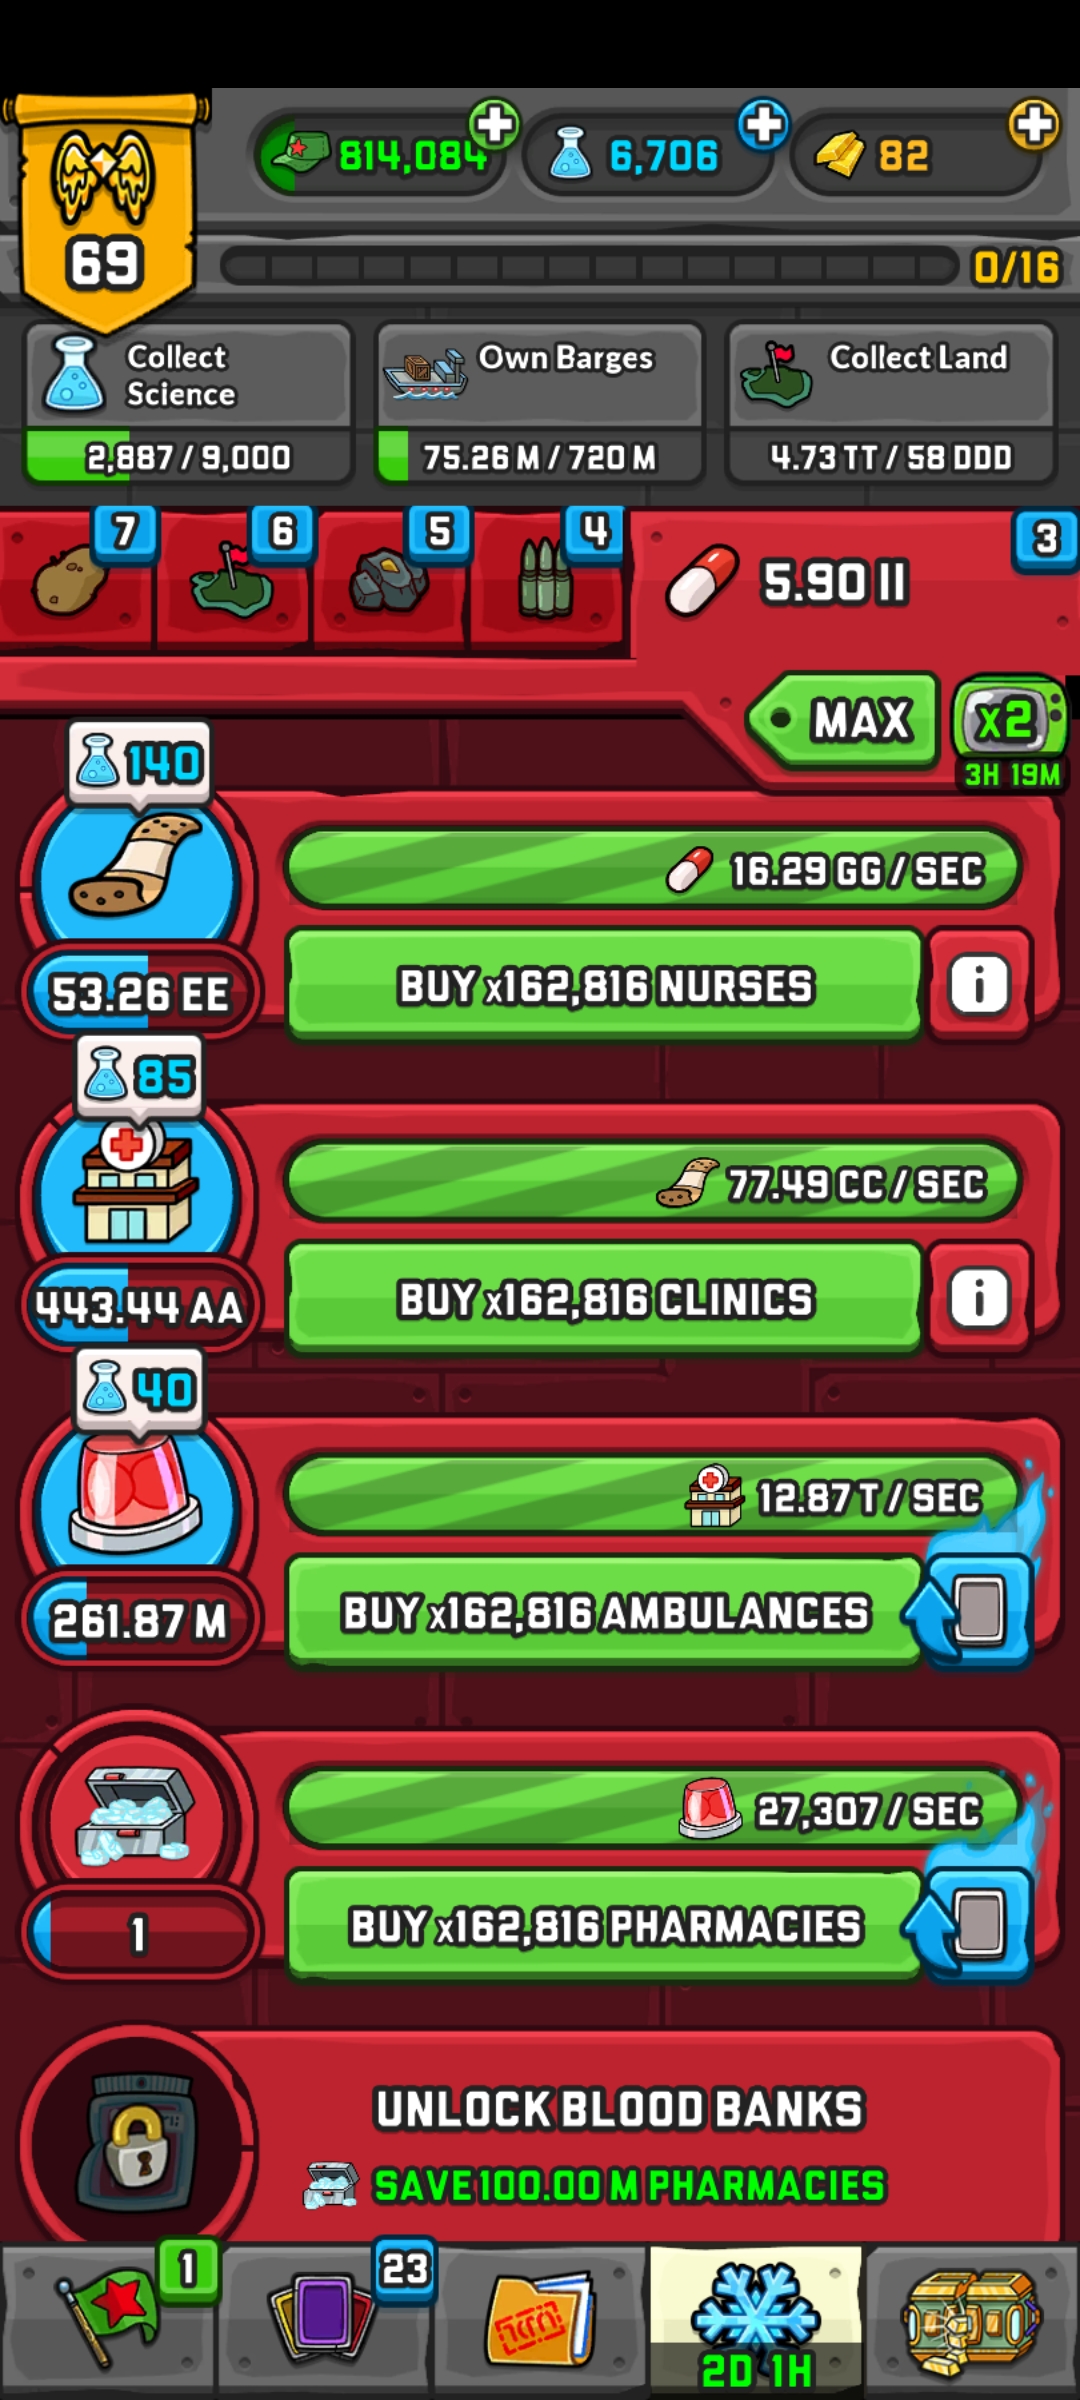 814,084
6,706
82
69
0/16
Collect
Science
2,887/9,000
Own Barges
75.26 M/720 M
Collect Land
4.73 TT/58 DDD
7
6
5
4
5.90 II
3
MAX
x2
3H 19M
140
16.29 GG/SEC
53.26 EE
BUY x162,816 NURSES
i
85
77.49 CC/SEC
443.44 AA
BUY x162,816 CLINICS
i
40
12.87 T/SEC
261.87 M
BUY x162,816 AMBULANCES
27,307/SEC
1
BUY x162,816 PHARMACIES
UNLOCK BLOOD BANKS
SAVE 100.00 M PHARMACIES
1
23
2D 1H